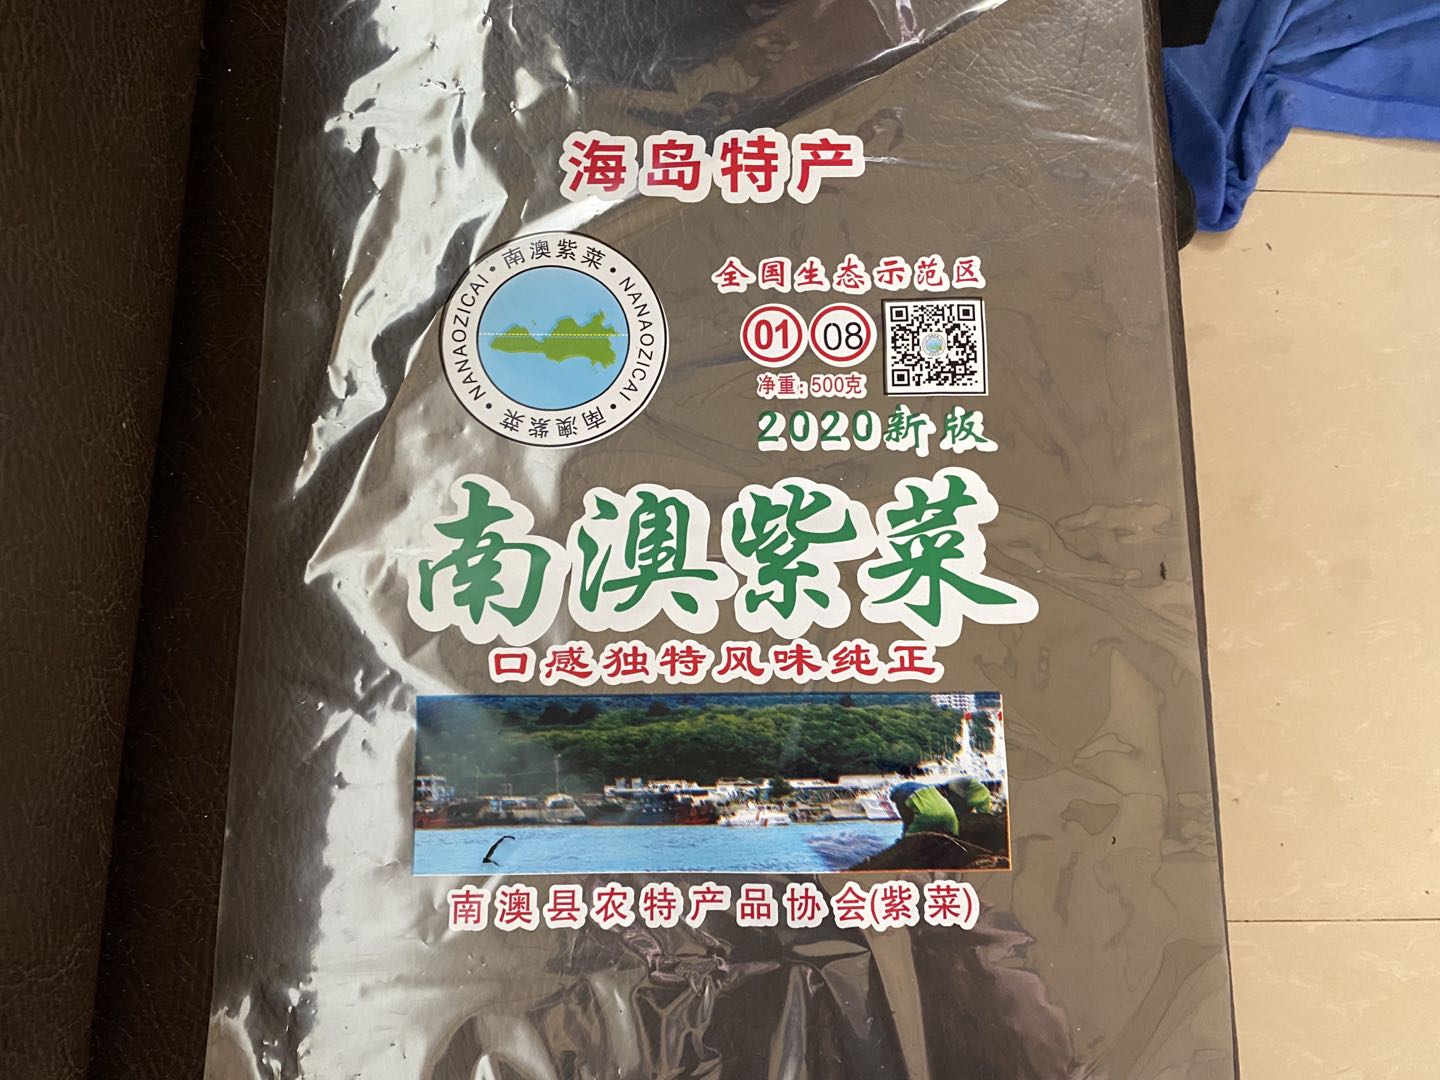 海岛特产
南澳紫菜·NANAOZICAI·南澳紫菜·NANAOZICAI·
全国生态示范区
01 08
净重:500克
2020新版
南澳紫菜
口感独特风味纯正
南澳县农特产品协会(紫菜)